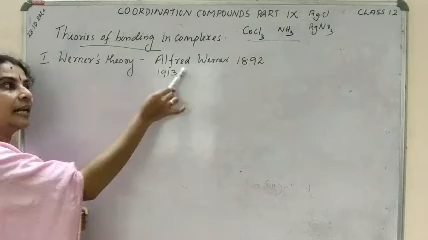 COORDINATION COMPOUNDS PART IX AgCl CLASS 12
CoCl3 NH3 AgNO3
Theories of bonding in complexes.
I Werner's theory - Alfred Werner 1892
1913